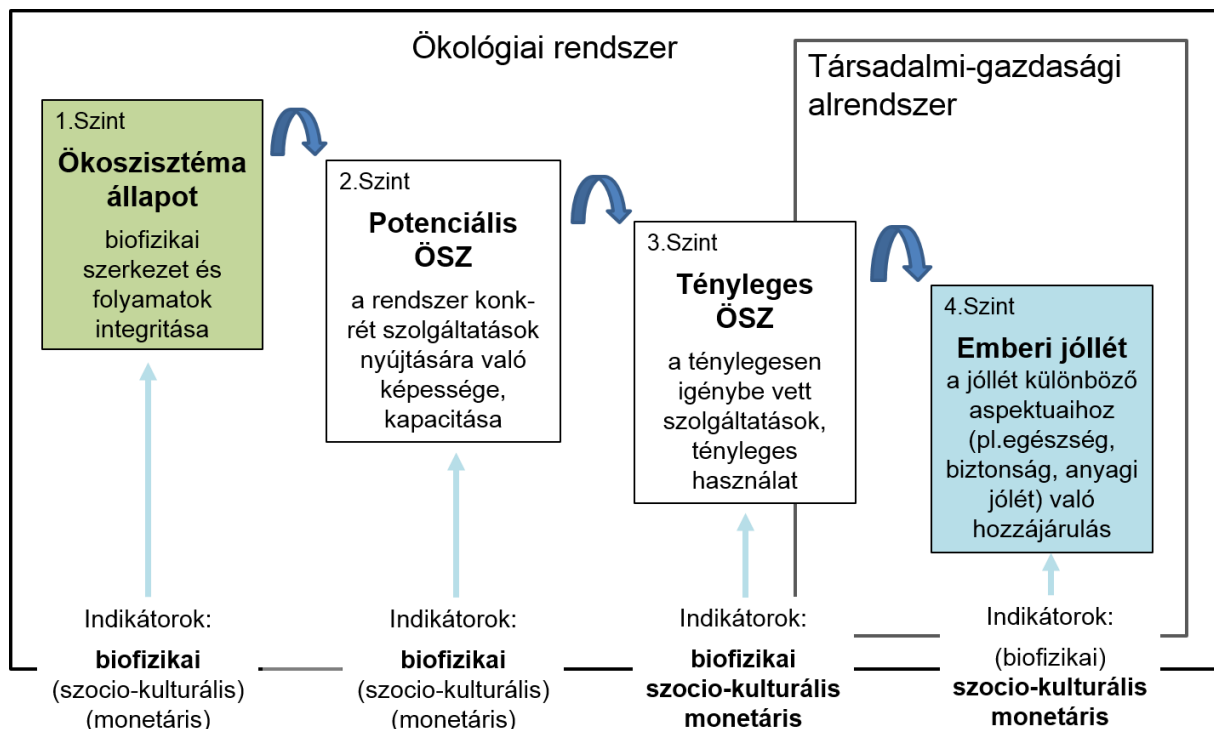 Ökológiai rendszer
Társadalmi-gazdasági
alrendszer
1.Szint
Ökoszisztéma
állapot
biofizikai
szerkezet és
folyamatok
integritása
2.Szint
Potenciális
ÖSZ
a rendszer konk-
rét szolgáltatások
nyújtására való
képessége,
kapacitása
3.Szint
Tényleges
ÖSZ
a ténylegesen
igénybe vett
szolgáltatások,
tényleges
használat
4.Szint
Emberi jóllét
a jóllét különböző
aspektuaihoz
(pl.egészség,
biztonság, anyagi
jólét) való
hozzájárulás
Indikátorok:
biofizikai
(szocio-kulturális)
(monetáris)
Indikátorok:
biofizikai
(szocio-kulturális)
(monetáris)
Indikátorok:
biofizikai
szocio-kulturális
monetáris
Indikátorok:
(biofizikai)
szocio-kulturális
monetáris